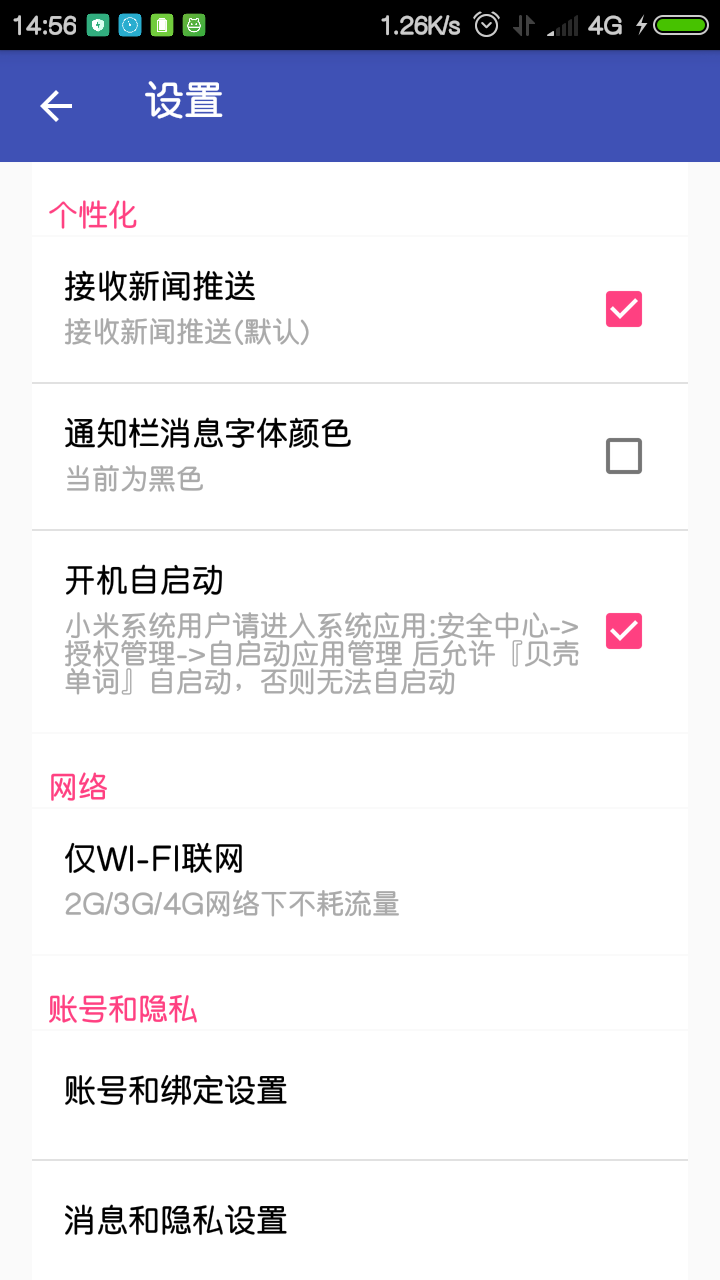 14:56 1.26K/s 4G
设置
个性化
接收新闻推送
接收新闻推送(默认)
通知栏消息字体颜色
当前为黑色
开机自启动
小米系统用户请进入系统应用:安全中心->
授权管理->自启动应用管理 后允许『贝壳
单词』自启动，否则无法自启动
网络
仅WI-FI联网
2G/3G/4G网络下不耗流量
账号和隐私
账号和绑定设置
消息和隐私设置